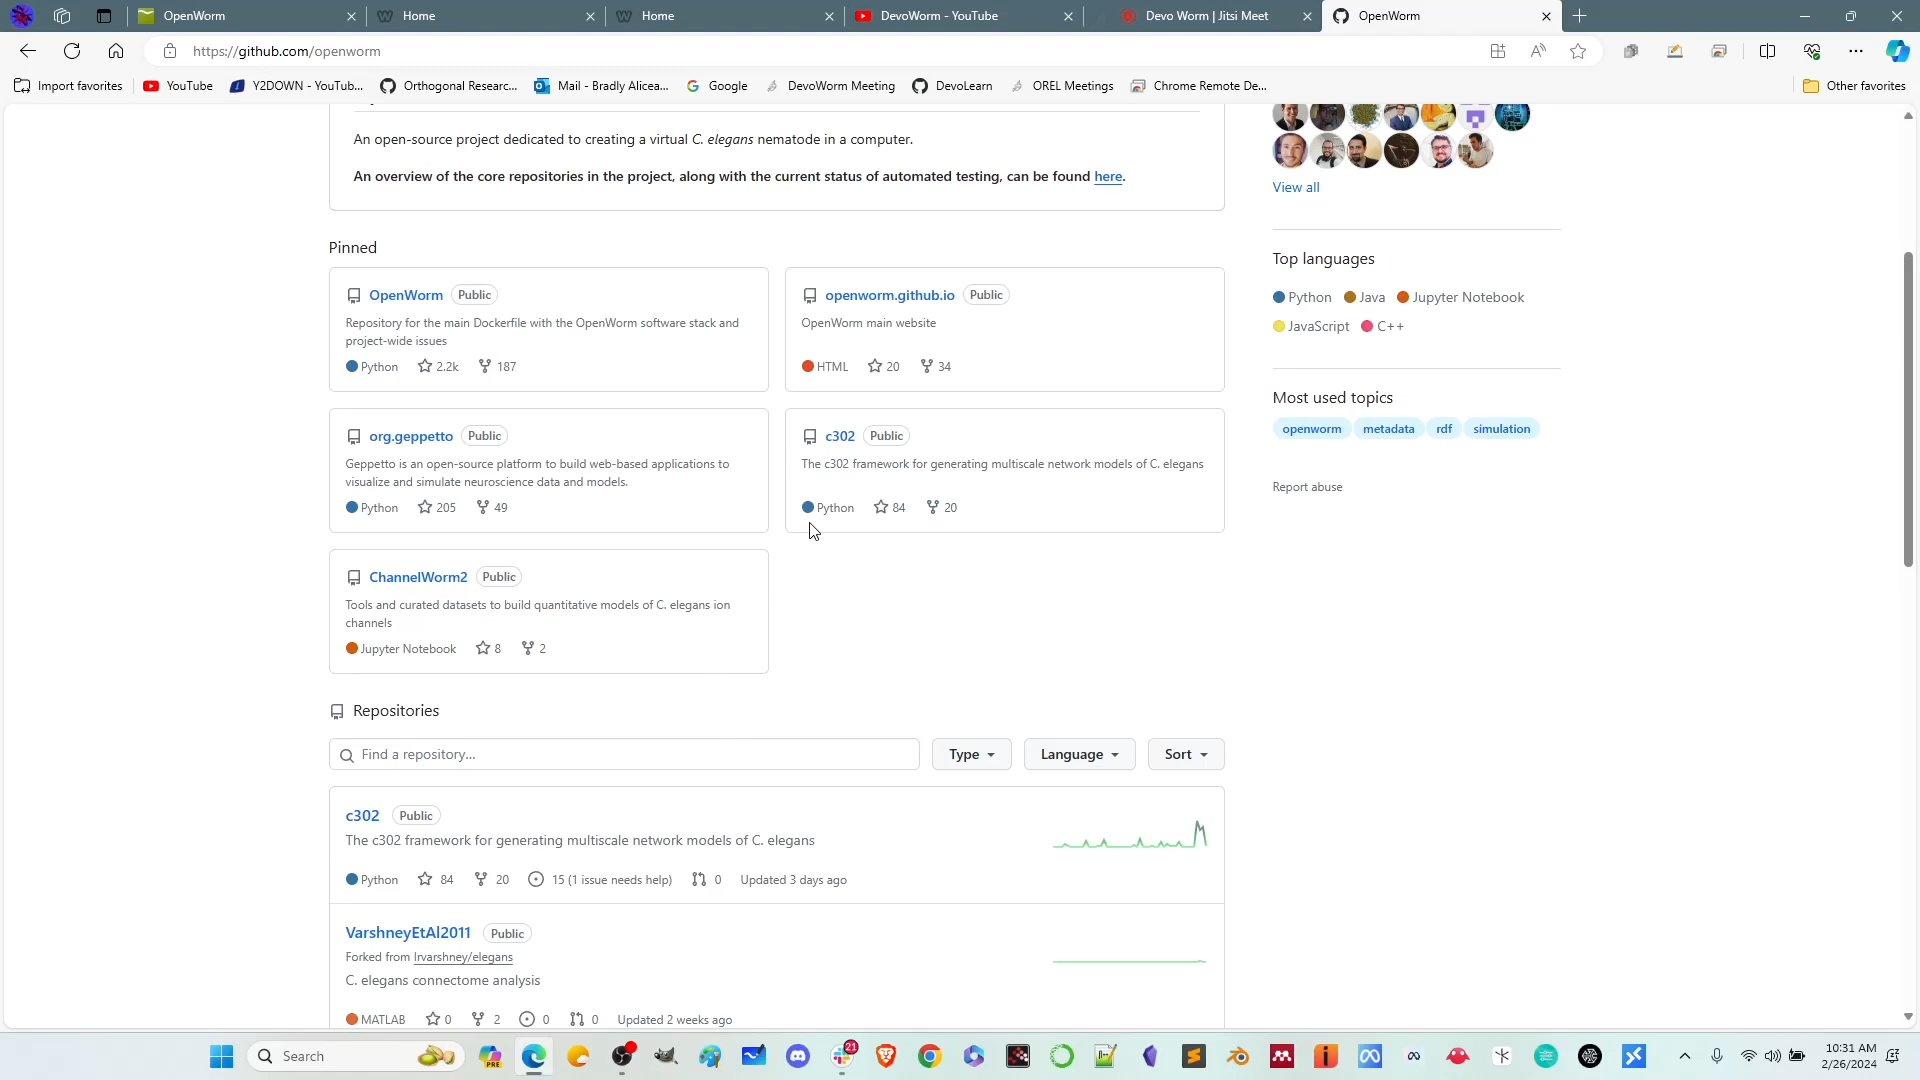 OpenWorm
Home
Home
DevoWorm - YouTube
Devo Worm | Jitsi Meet
OpenWorm
https://github.com/openworm
Import favorites
YouTube
Y2DOWN - YouTub...
Orthogonal Researc...
Mail - Bradly Alicea...
Google
DevoWorm Meeting
DevoLearn
OREL Meetings
Chrome Remote De...
Other favorites
An open-source project dedicated to creating a virtual C. elegans nematode in a computer.
An overview of the core repositories in the project, along with the current status of automated testing, can be found here.
View all
Pinned
OpenWorm Public
Repository for the main Dockerfile with the OpenWorm software stack and
project-wide issues
Python 2.2k 187
openworm.github.io Public
OpenWorm main website
HTML 20 34
org.geppetto Public
Geppetto is an open-source platform to build web-based applications to
visualize and simulate neuroscience data and models.
Python 205 49
c302 Public
The c302 framework for generating multiscale network models of C. elegans
Python 84 20
ChannelWorm2 Public
Tools and curated datasets to build quantitative models of C. elegans ion
channels
Jupyter Notebook 8 2
Top languages
Python Java Jupyter Notebook
JavaScript C++
Most used topics
openworm metadata rdf simulation
Report abuse
Repositories
Find a repository...
Type
Language
Sort
c302 Public
The c302 framework for generating multiscale network models of C. elegans
Python 84 20 15 (1 issue needs help) 0 Updated 3 days ago
VarshneyEtAl2011 Public
Forked from lrvarshney/elegans
C. elegans connectome analysis
MATLAB 0 2 0 0 Updated 2 weeks ago
Search
PRE
21
10:31 AM
2/26/2024